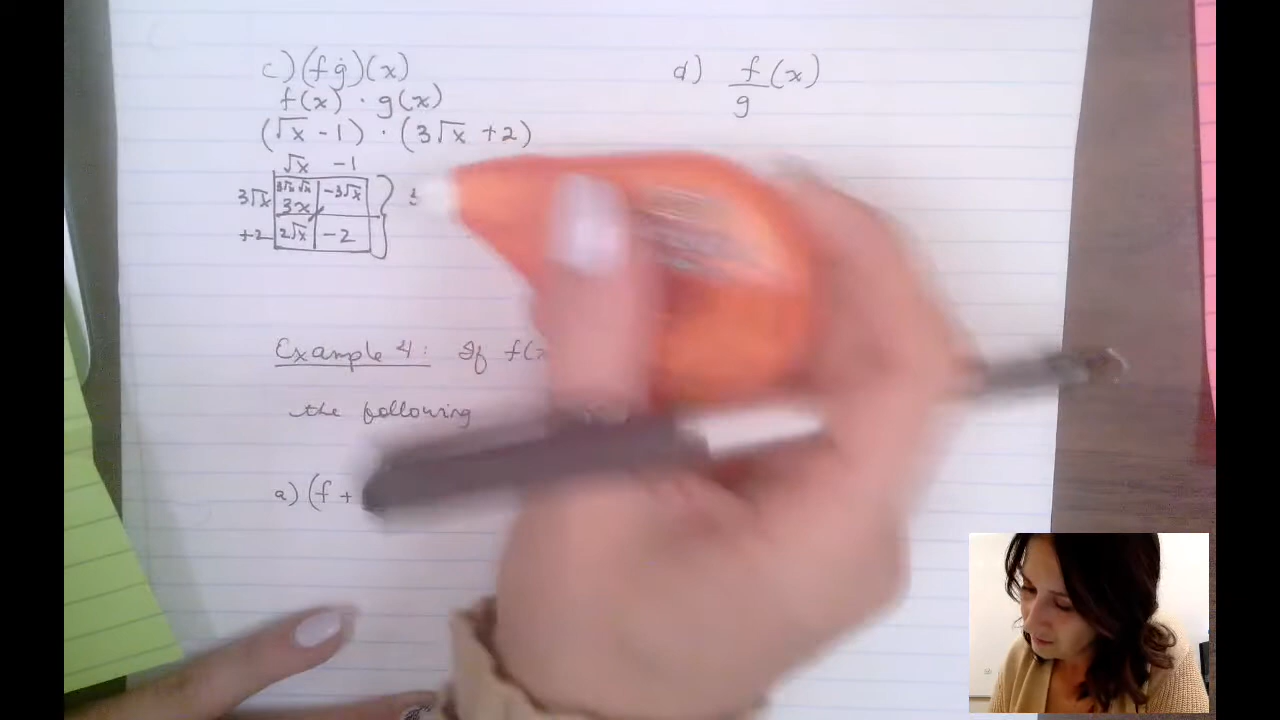 c) (f·g)(x)
f(x) · g(x)
(√x - 1) · (3√x + 2)
√x -1
3√x 3√x√x -3√x
3x
+2 2√x -2
d) f/g (x)
Example 4: If f(x
the following
a) (f +